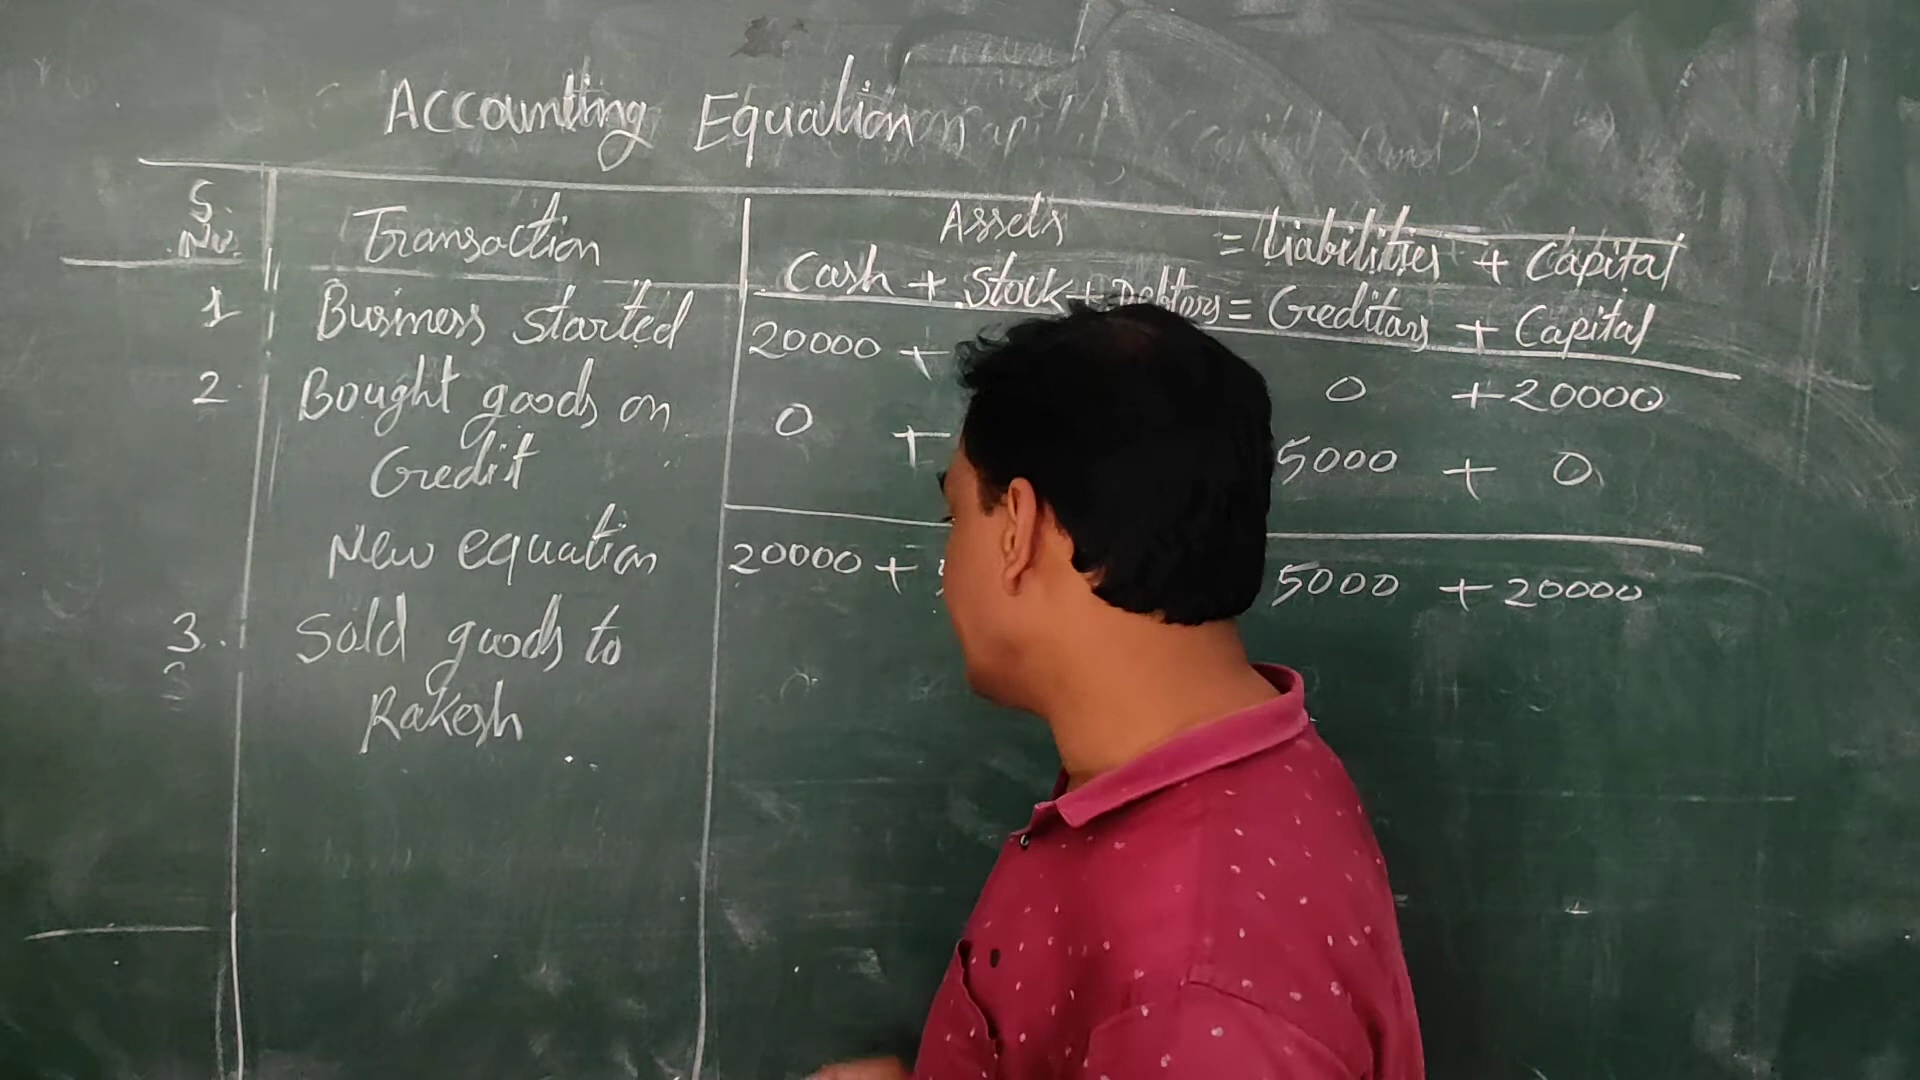 Accounting Equation
S. No. Transaction Assets = Liabilities + Capital
Cash + Stock + Debtors = Creditors + Capital
1 Business started 20000 + 0 + 20000
2 Bought goods on 0 + 5000 + 0
Credit
New equation 20000 + 5000 + 20000
3. Sold goods to
Rakesh